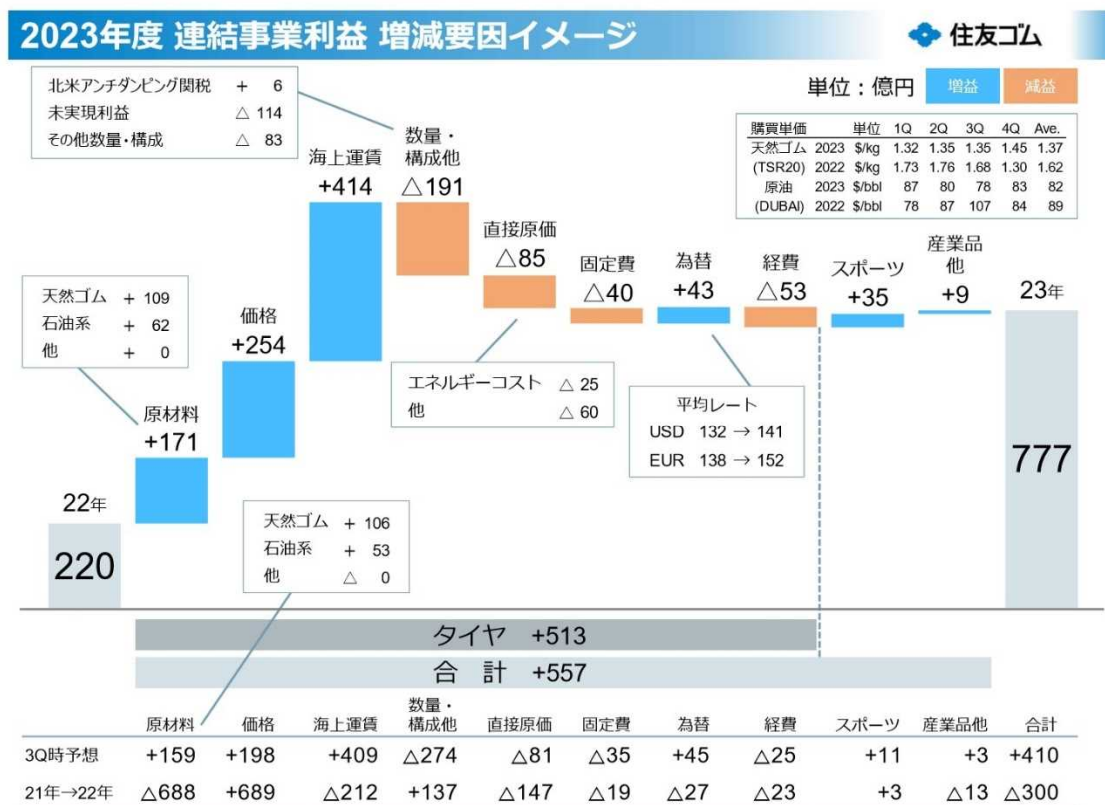 2023年度 連結事業利益 増減要因イメージ
住友ゴム
単位：億円 増益 減益
北米アンチダンピング関税 + 6
未実現利益 △ 114
その他数量・構成 △ 83
購買単価 単位 1Q 2Q 3Q 4Q Ave.
天然ゴム 2023 $/kg 1.32 1.35 1.35 1.45 1.37
(TSR20) 2022 $/kg 1.73 1.76 1.68 1.30 1.62
原油 2023 $/bbl 87 80 78 83 82
(DUBAI) 2022 $/bbl 78 87 107 84 89
22年
220
天然ゴム + 109
石油系 + 62
他 + 0
原材料
+171
価格
+254
海上運賃
+414
数量・
構成他
△191
直接原価
△85
固定費
△40
為替
+43
経費
△53
スポーツ
+35
産業品
他
+9
23年
777
エネルギーコスト △ 25
他 △ 60
平均レート
USD 132 → 141
EUR 138 → 152
天然ゴム + 106
石油系 + 53
他 △ 0
タイヤ +513
合 計 +557
原材料 価格 海上運賃 数量・
構成他 直接原価 固定費 為替 経費 スポーツ 産業品他 合計
3Q時予想 +159 +198 +409 △274 △81 △35 +45 △25 +11 +3 +410
21年→22年 △688 +689 △212 +137 △147 △19 △27 △23 +3 △13 △300